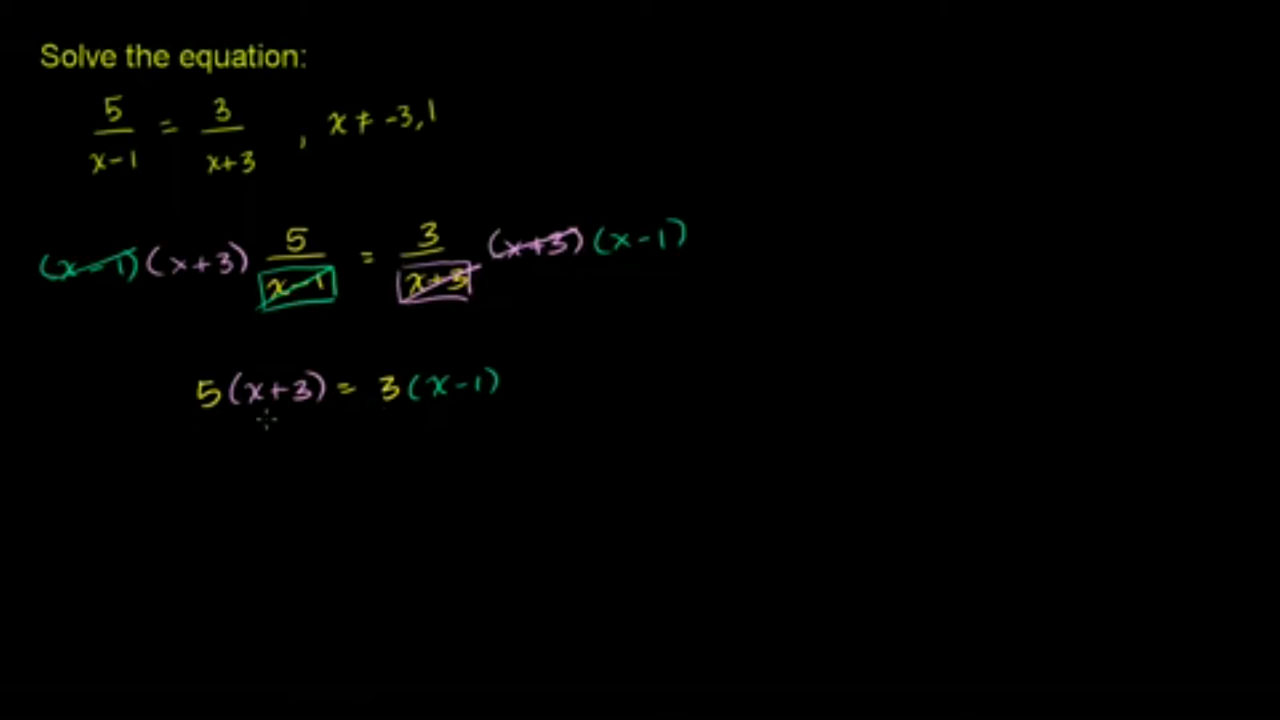 Solve the equation:
5/(x-1) = 3/(x+3) , x ≠ -3, 1
(x-1)(x+3) 5/(x-1) = 3/(x+3) (x+3)(x-1)
5(x+3) = 3(x-1)